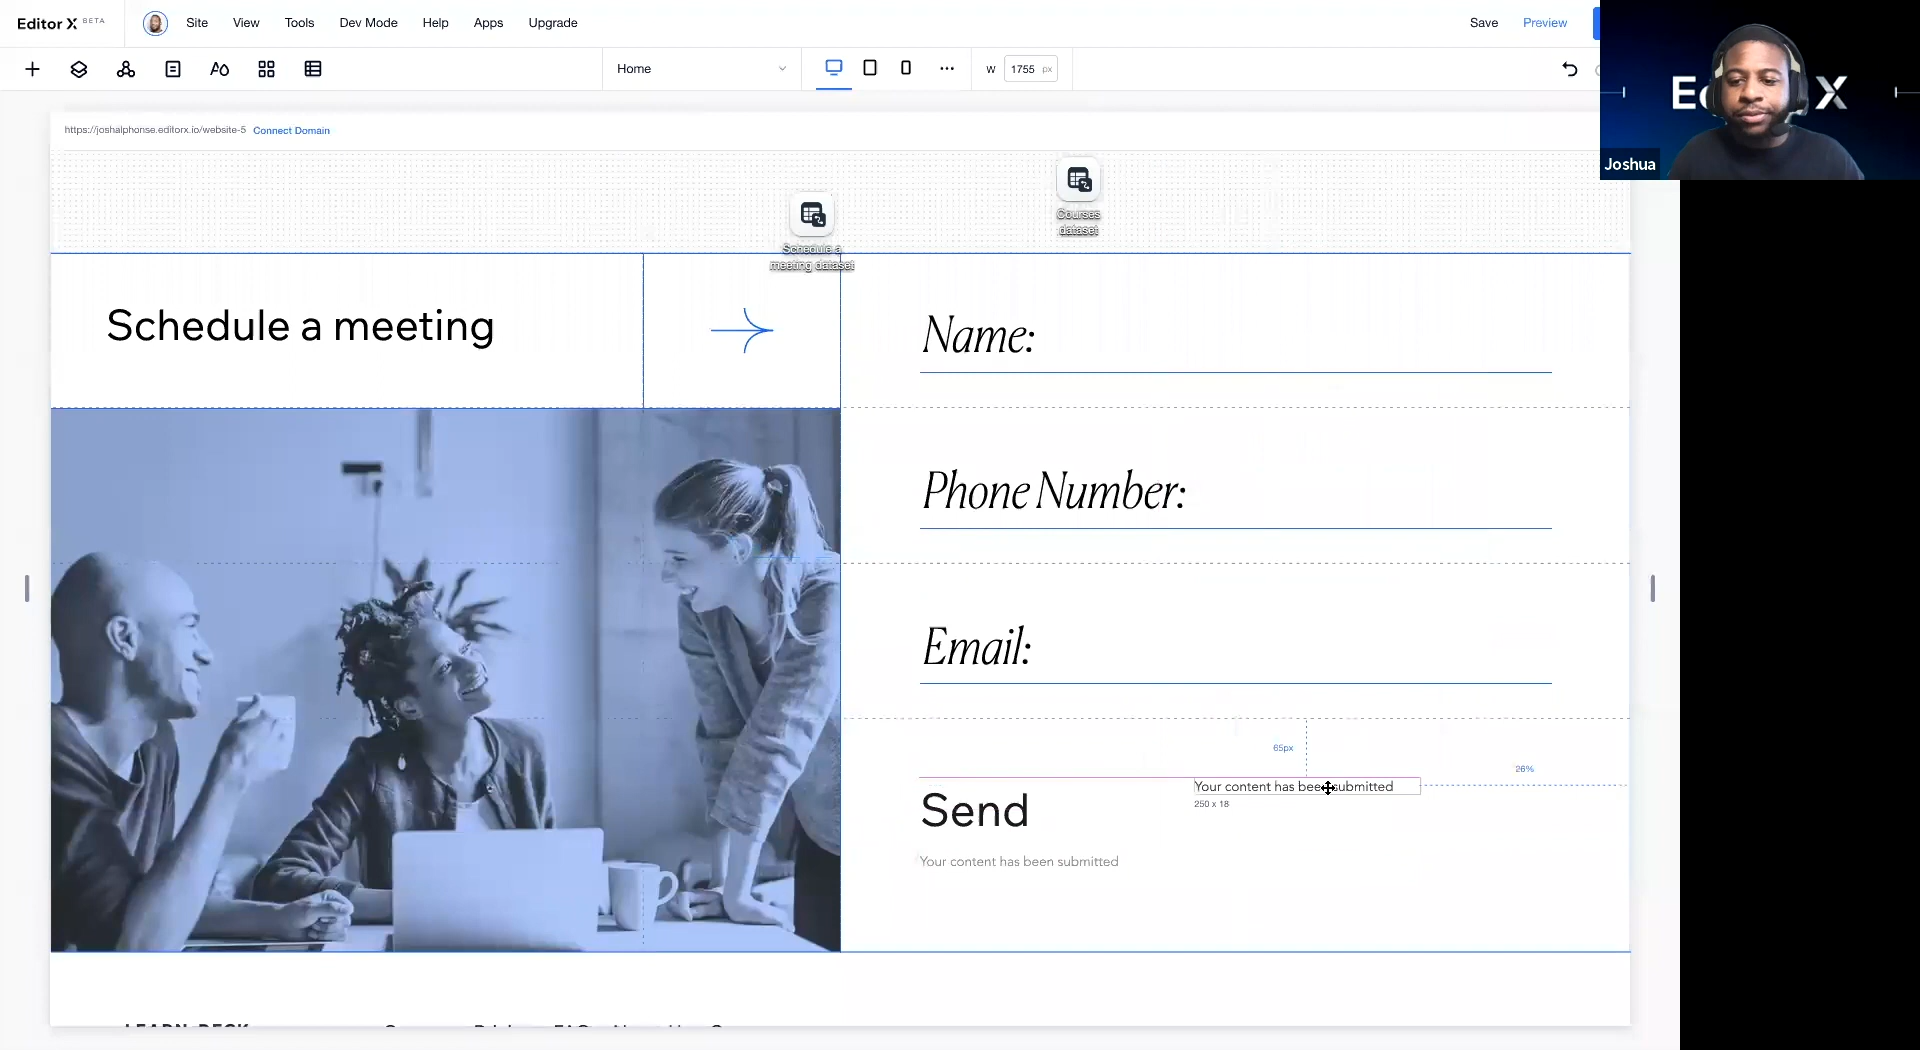 Editor X BETA
Site View Tools Dev Mode Help Apps Upgrade
Save Preview
Home
W 1755 px
https://joshalphonse.editorx.io/website-5 Connect Domain
Joshua
Courses
dataset
Schedule a
meeting dataset
Schedule a meeting
Name:
Phone Number:
Email:
65px
26%
Your content has been submitted
250 x 18
Send
Your content has been submitted